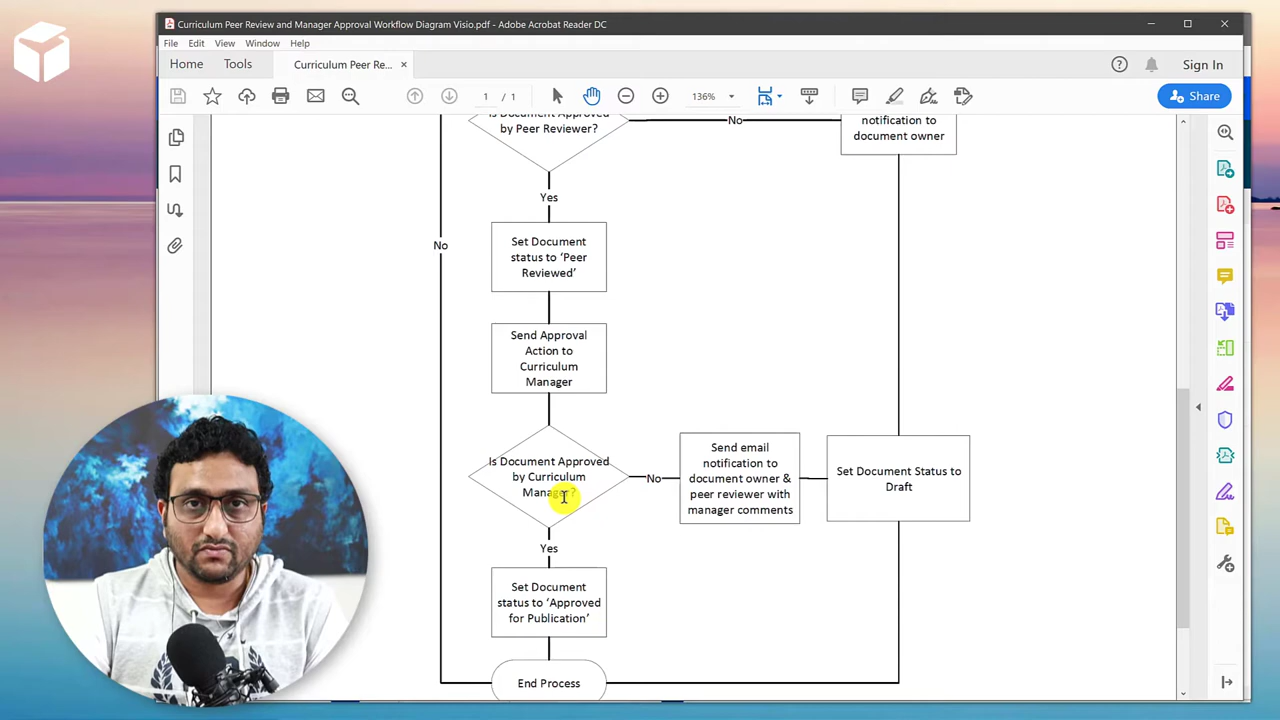 Curriculum Peer Review and Manager Approval Workflow Diagram Visio.pdf - Adobe Acrobat Reader DC
File Edit View Window Help
Home Tools Curriculum Peer Re... × Sign In
1 / 1 136% Share
Is Document Approved
by Peer Reviewer?
No
notification to
document owner
Yes
Set Document
status to ‘Peer
Reviewed’
No
Send Approval
Action to
Curriculum
Manager
Is Document Approved
by Curriculum
Manager?
No
Send email
notification to
document owner &
peer reviewer with
manager comments
Set Document Status to
Draft
Yes
Set Document
status to ‘Approved
for Publication’
End Process